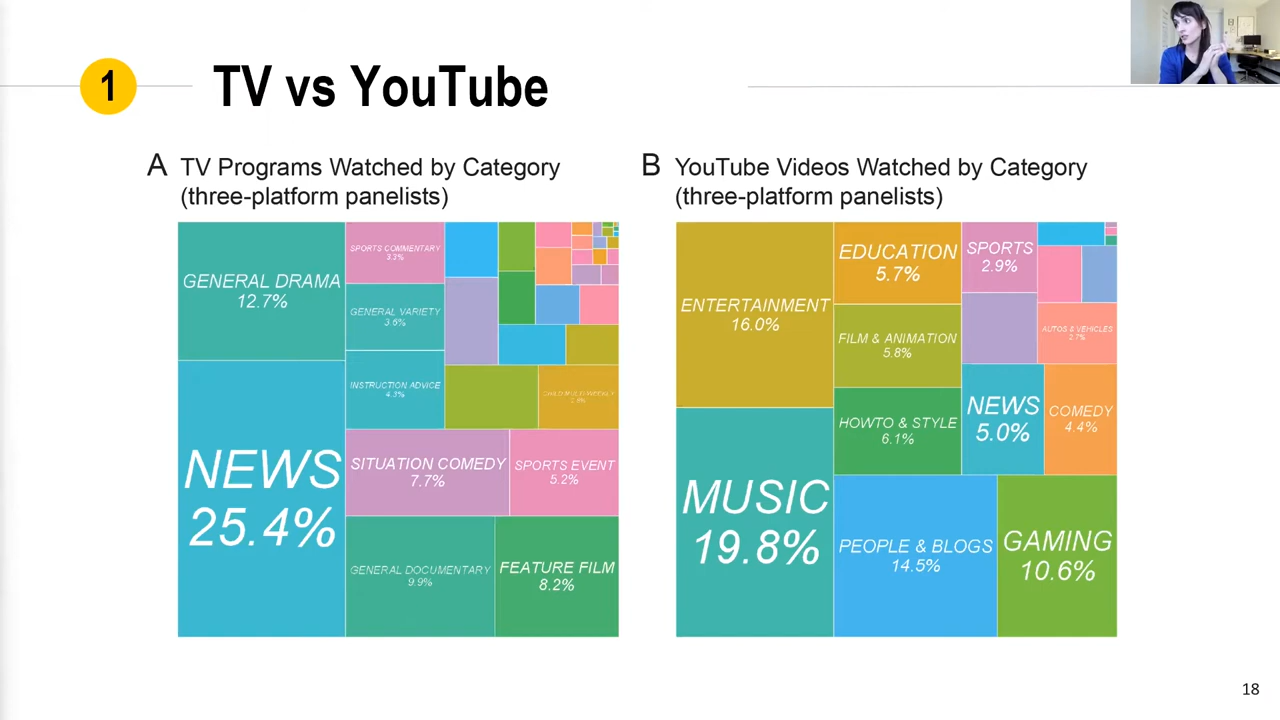 1
TV vs YouTube
A TV Programs Watched by Category
(three-platform panelists)
GENERAL DRAMA
12.7%
NEWS
25.4%
SPORTS COMMENTARY
3.2%
GENERAL VARIETY
3.6%
INSTRUCTION ADVICE
4.3%
SITUATION COMEDY
7.7%
SPORTS EVENT
5.2%
GENERAL DOCUMENTARY
9.9%
FEATURE FILM
8.2%
B YouTube Videos Watched by Category
(three-platform panelists)
ENTERTAINMENT
16.0%
MUSIC
19.8%
EDUCATION
5.7%
FILM & ANIMATION
5.8%
HOWTO & STYLE
6.1%
SPORTS
2.9%
AUTOS & VEHICLES
2.7%
NEWS
5.0%
COMEDY
4.4%
PEOPLE & BLOGS
14.5%
GAMING
10.6%
18